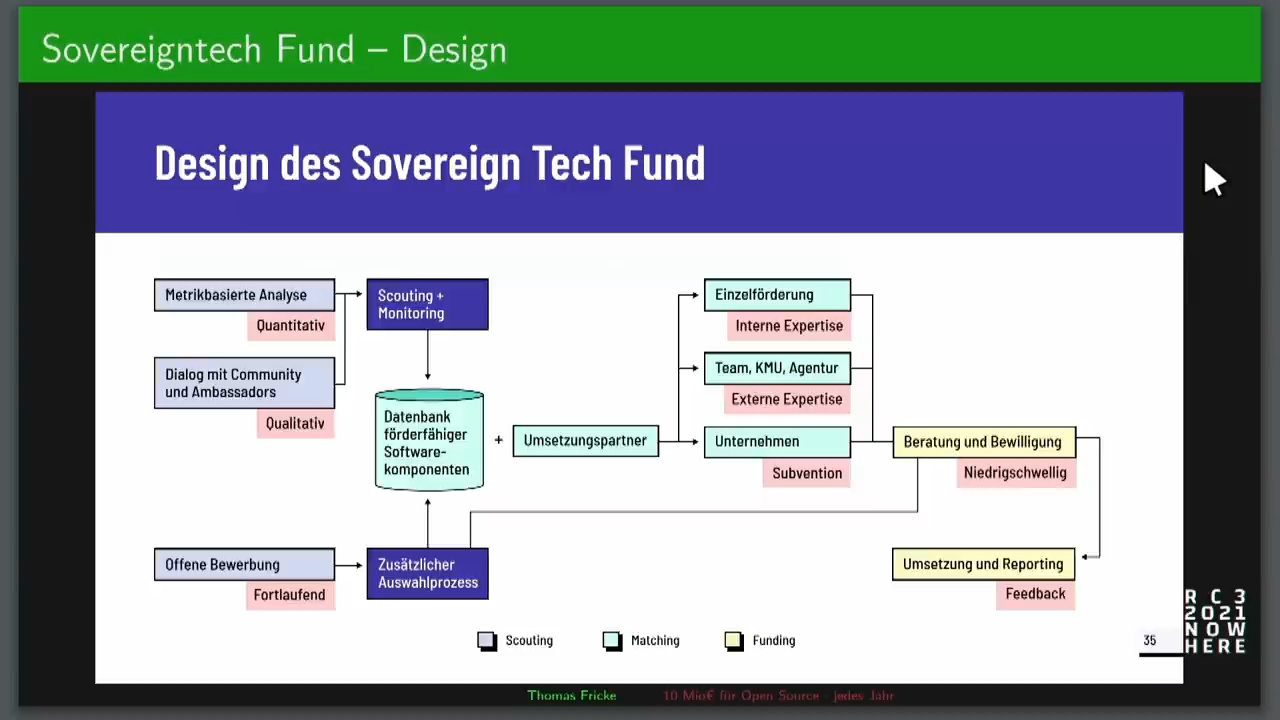 Sovereigntech Fund – Design
Design des Sovereign Tech Fund
Metrikbasierte Analyse
Quantitativ
Dialog mit Community
und Ambassadors
Qualitativ
Scouting +
Monitoring
Datenbank
förderfähiger
Software-
komponenten
+
Umsetzungspartner
Einzelförderung
Interne Expertise
Team, KMU, Agentur
Externe Expertise
Unternehmen
Subvention
Beratung und Bewilligung
Niedrigschwellig
Offene Bewerbung
Fortlaufend
Zusätzlicher
Auswahlprozess
Umsetzung und Reporting
Feedback
Scouting
Matching
Funding
35
RC3
2021
NOW
HERE
Thomas Fricke
10 Mio€ für Open Source - jedes Jahr